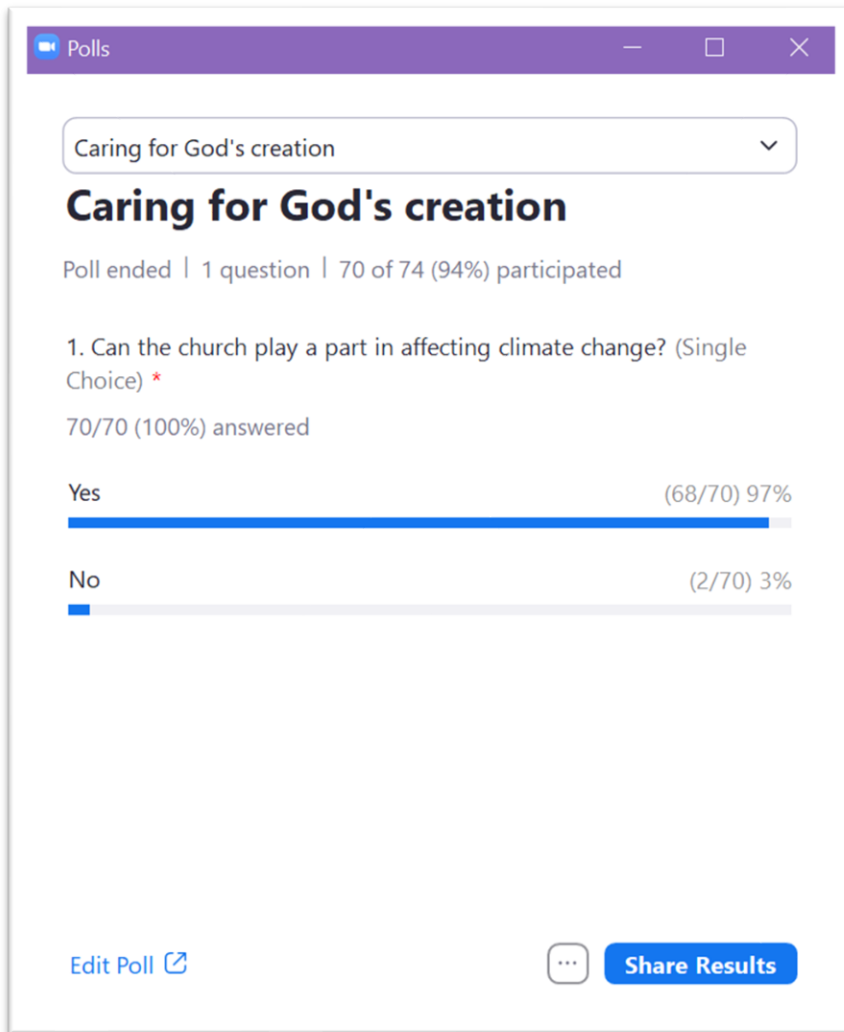 Polls
Caring for God's creation
Caring for God's creation
Poll ended | 1 question | 70 of 74 (94%) participated
1. Can the church play a part in affecting climate change? (Single
Choice) *
70/70 (100%) answered
Yes (68/70) 97%
No (2/70) 3%
Edit Poll ... Share Results